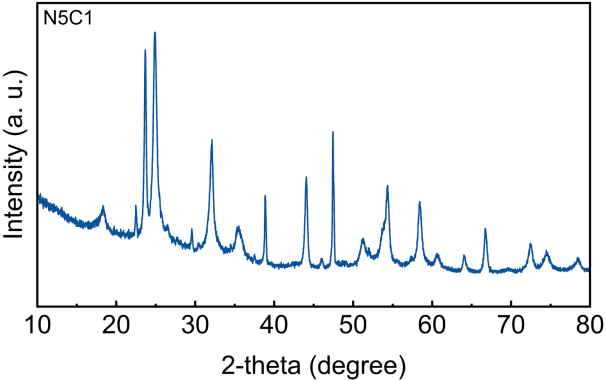 N5C1
Intensity (a. u.)
10 20 30 40 50 60 70 80
2-theta (degree)